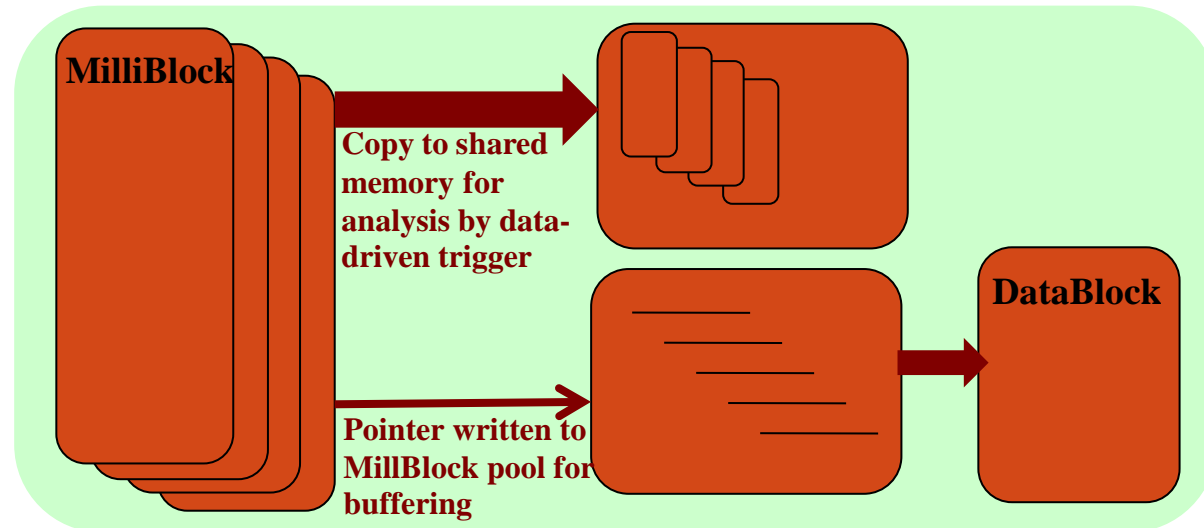 MilliBlock
Copy to shared
memory for
analysis by data-
driven trigger
DataBlock
Pointer written to
MillBlock pool for
buffering